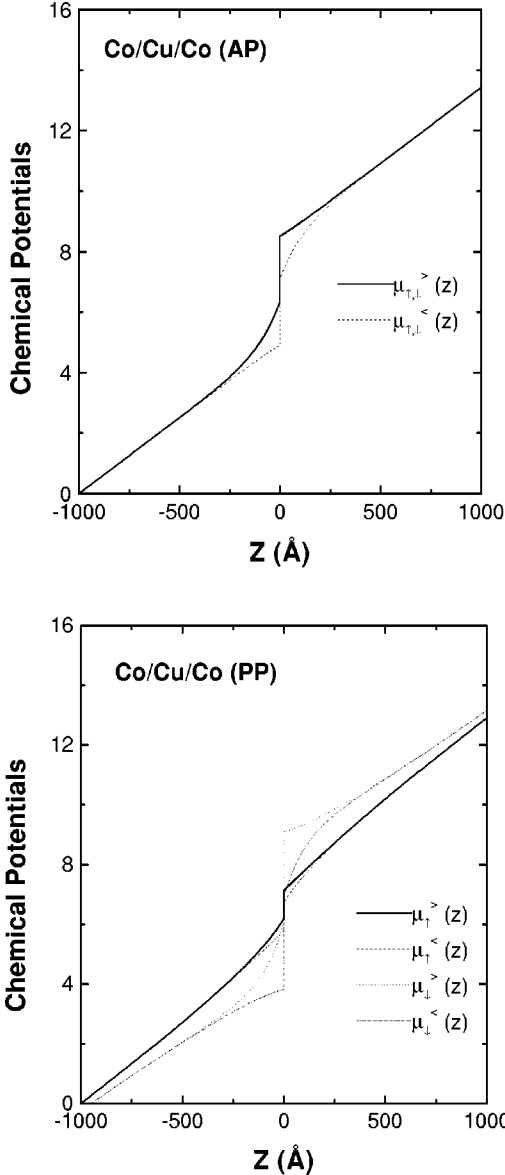 16
Co/Cu/Co (AP)
12
Chemical Potentials
8
μ↑,↓> (z)
μ↑,↓< (z)
4
0
-1000 -500 0 500 1000
Z (Å)
16
Co/Cu/Co (PP)
12
Chemical Potentials
8
μ↑> (z)
μ↑< (z)
μ↓> (z)
μ↓< (z)
4
0
-1000 -500 0 500 1000
Z (Å)